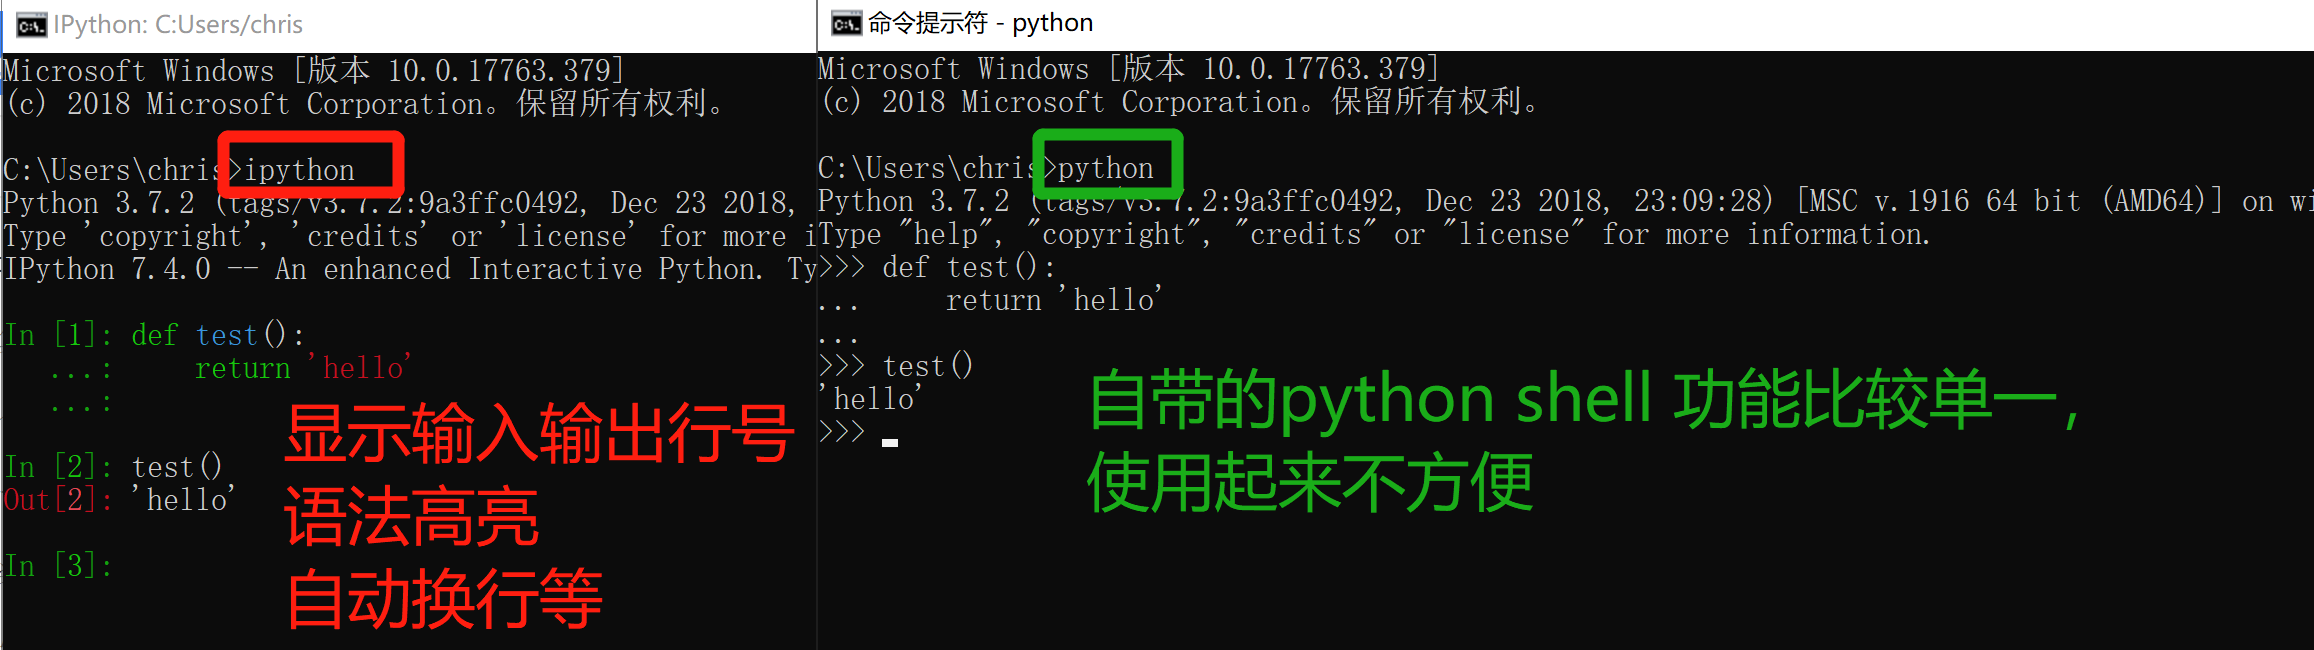 IPython: C:Users/chris
Microsoft Windows [版本 10.0.17763.379]
(c) 2018 Microsoft Corporation。保留所有权利。
C:\Users\chris>ipython
Python 3.7.2 (tags/v3.7.2:9a3ffc0492, Dec 23 2018,
Type 'copyright', 'credits' or 'license' for more i
IPython 7.4.0 -- An enhanced Interactive Python. Ty
In [1]: def test():
...:     return 'hello'
...:
In [2]: test()
Out[2]: 'hello'
In [3]:
显示输入输出行号
语法高亮
自动换行等
命令提示符 - python
Microsoft Windows [版本 10.0.17763.379]
(c) 2018 Microsoft Corporation。保留所有权利。
C:\Users\chris>python
Python 3.7.2 (tags/v3.7.2:9a3ffc0492, Dec 23 2018, 23:09:28) [MSC v.1916 64 bit (AMD64)] on wi
Type "help", "copyright", "credits" or "license" for more information.
>>> def test():
...     return 'hello'
...
>>> test()
'hello'
>>>
自带的python shell 功能比较单一，
使用起来不方便